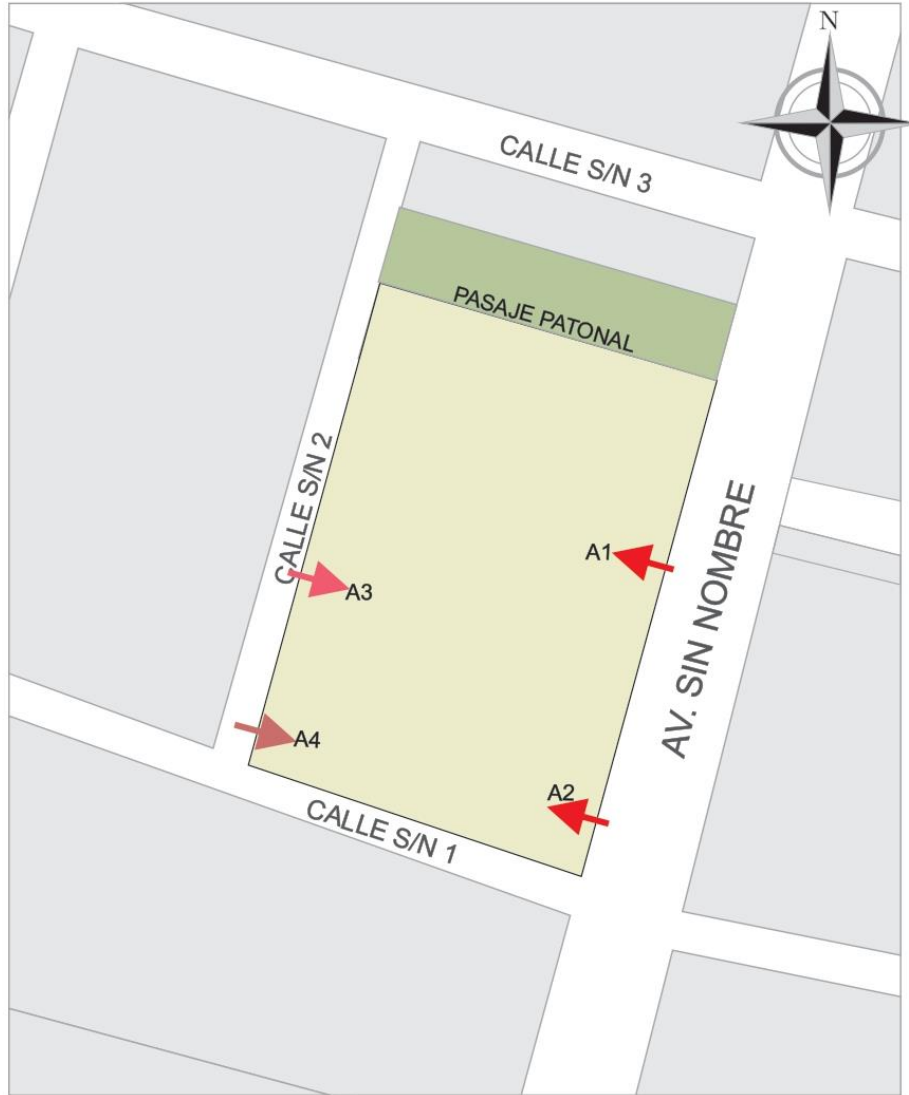 N
CALLE S/N 3
PASAJE PATONAL
CALLE S/N 2
A1
A3
AV. SIN NOMBRE
A4
A2
CALLE S/N 1